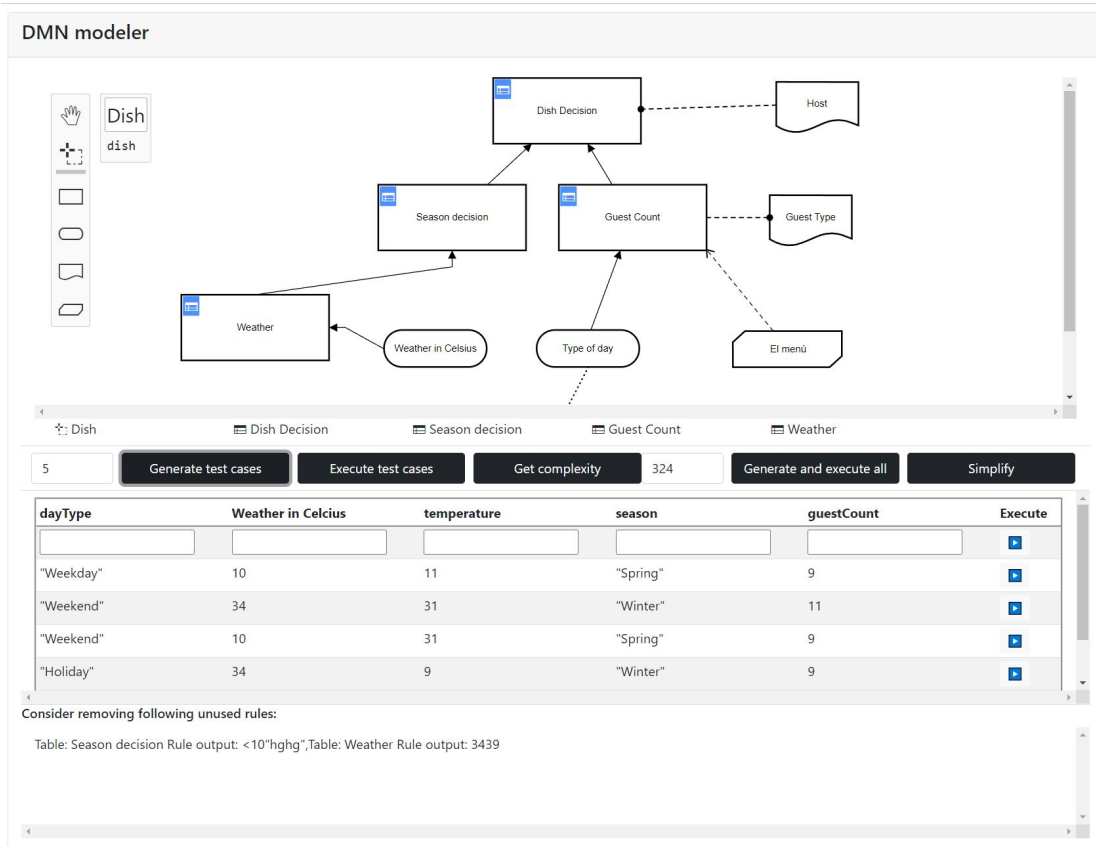 DMN modeler
Dish
dish
Dish Decision
Host
Season decision
Guest Count
Guest Type
Weather
Weather in Celsius
Type of day
El menú
Dish Dish Decision Season decision Guest Count Weather
5 Generate test cases Execute test cases Get complexity 324 Generate and execute all Simplify
dayType Weather in Celcius temperature season guestCount Execute
"Weekday" 10 11 "Spring" 9
"Weekend" 34 31 "Winter" 11
"Weekend" 10 31 "Spring" 9
"Holiday" 34 9 "Winter" 9
Consider removing following unused rules:
Table: Season decision Rule output: <10"hghg",Table: Weather Rule output: 3439